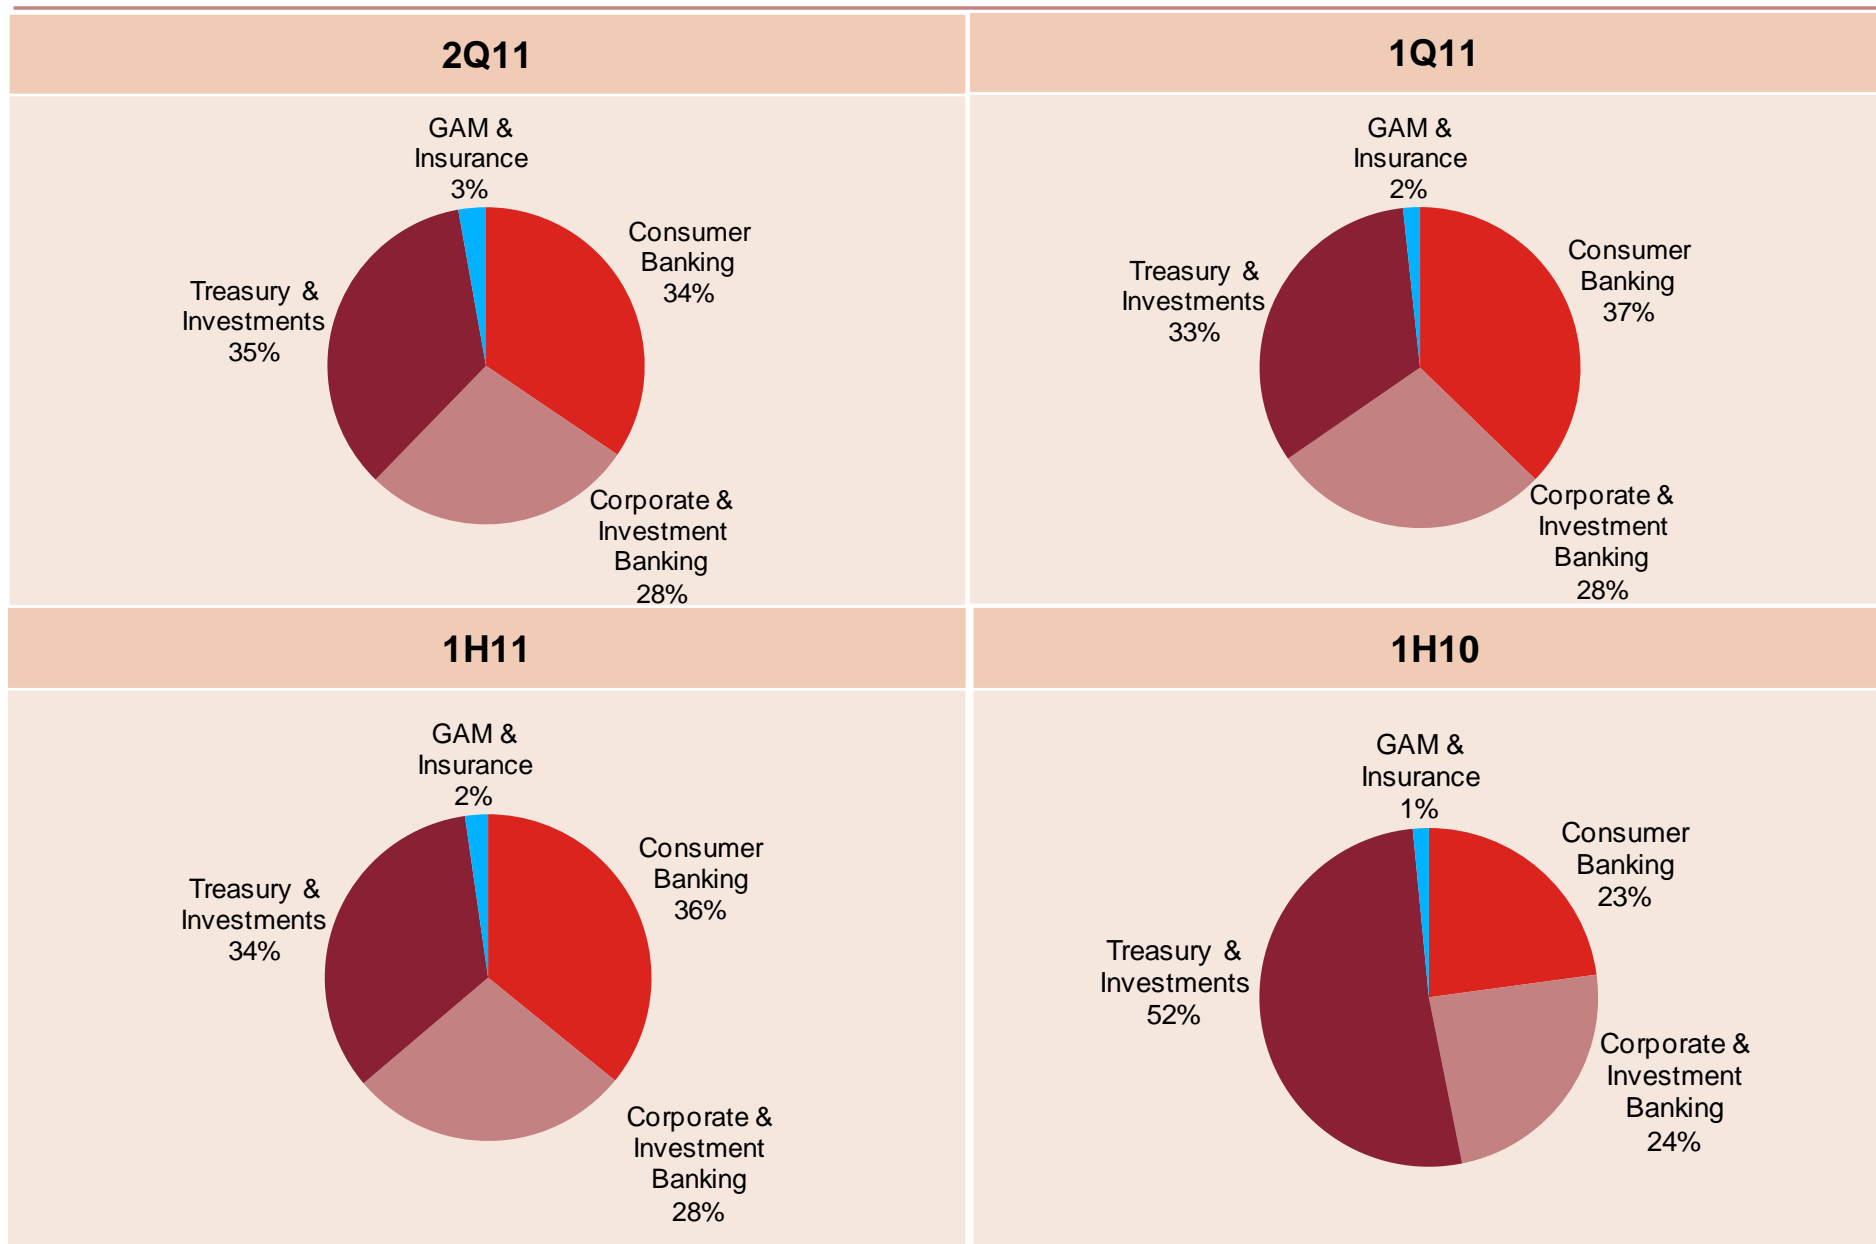 2Q11
GAM &
Insurance
3%
Consumer
Banking
34%
Treasury &
Investments
35%
Corporate &
Investment
Banking
28%
1Q11
GAM &
Insurance
2%
Consumer
Banking
37%
Treasury &
Investments
33%
Corporate &
Investment
Banking
28%
1H11
GAM &
Insurance
2%
Consumer
Banking
36%
Treasury &
Investments
34%
Corporate &
Investment
Banking
28%
1H10
GAM &
Insurance
1%
Consumer
Banking
23%
Treasury &
Investments
52%
Corporate &
Investment
Banking
24%